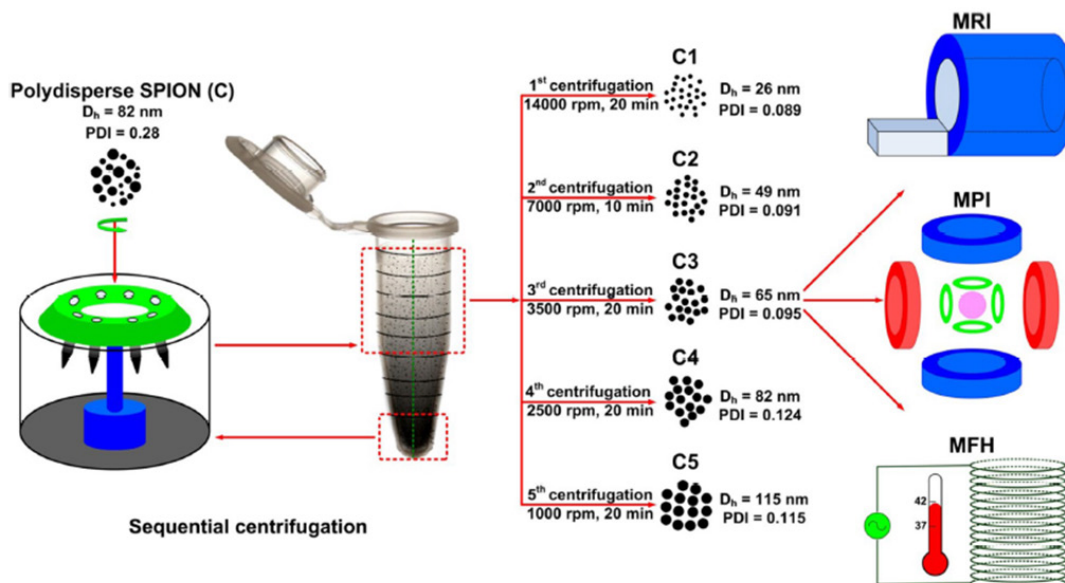 Polydisperse SPION (C)
Dₕ = 82 nm
PDI = 0.28
Sequential centrifugation
1ˢᵗ centrifugation
14000 rpm, 20 min
C1
Dₕ = 26 nm
PDI = 0.089
2ⁿᵈ centrifugation
7000 rpm, 10 min
C2
Dₕ = 49 nm
PDI = 0.091
3ʳᵈ centrifugation
3500 rpm, 20 min
C3
Dₕ = 65 nm
PDI = 0.095
4ᵗʰ centrifugation
2500 rpm, 20 min
C4
Dₕ = 82 nm
PDI = 0.124
5ᵗʰ centrifugation
1000 rpm, 20 min
C5
Dₕ = 115 nm
PDI = 0.115
MRI
MPI
MFH
42
37